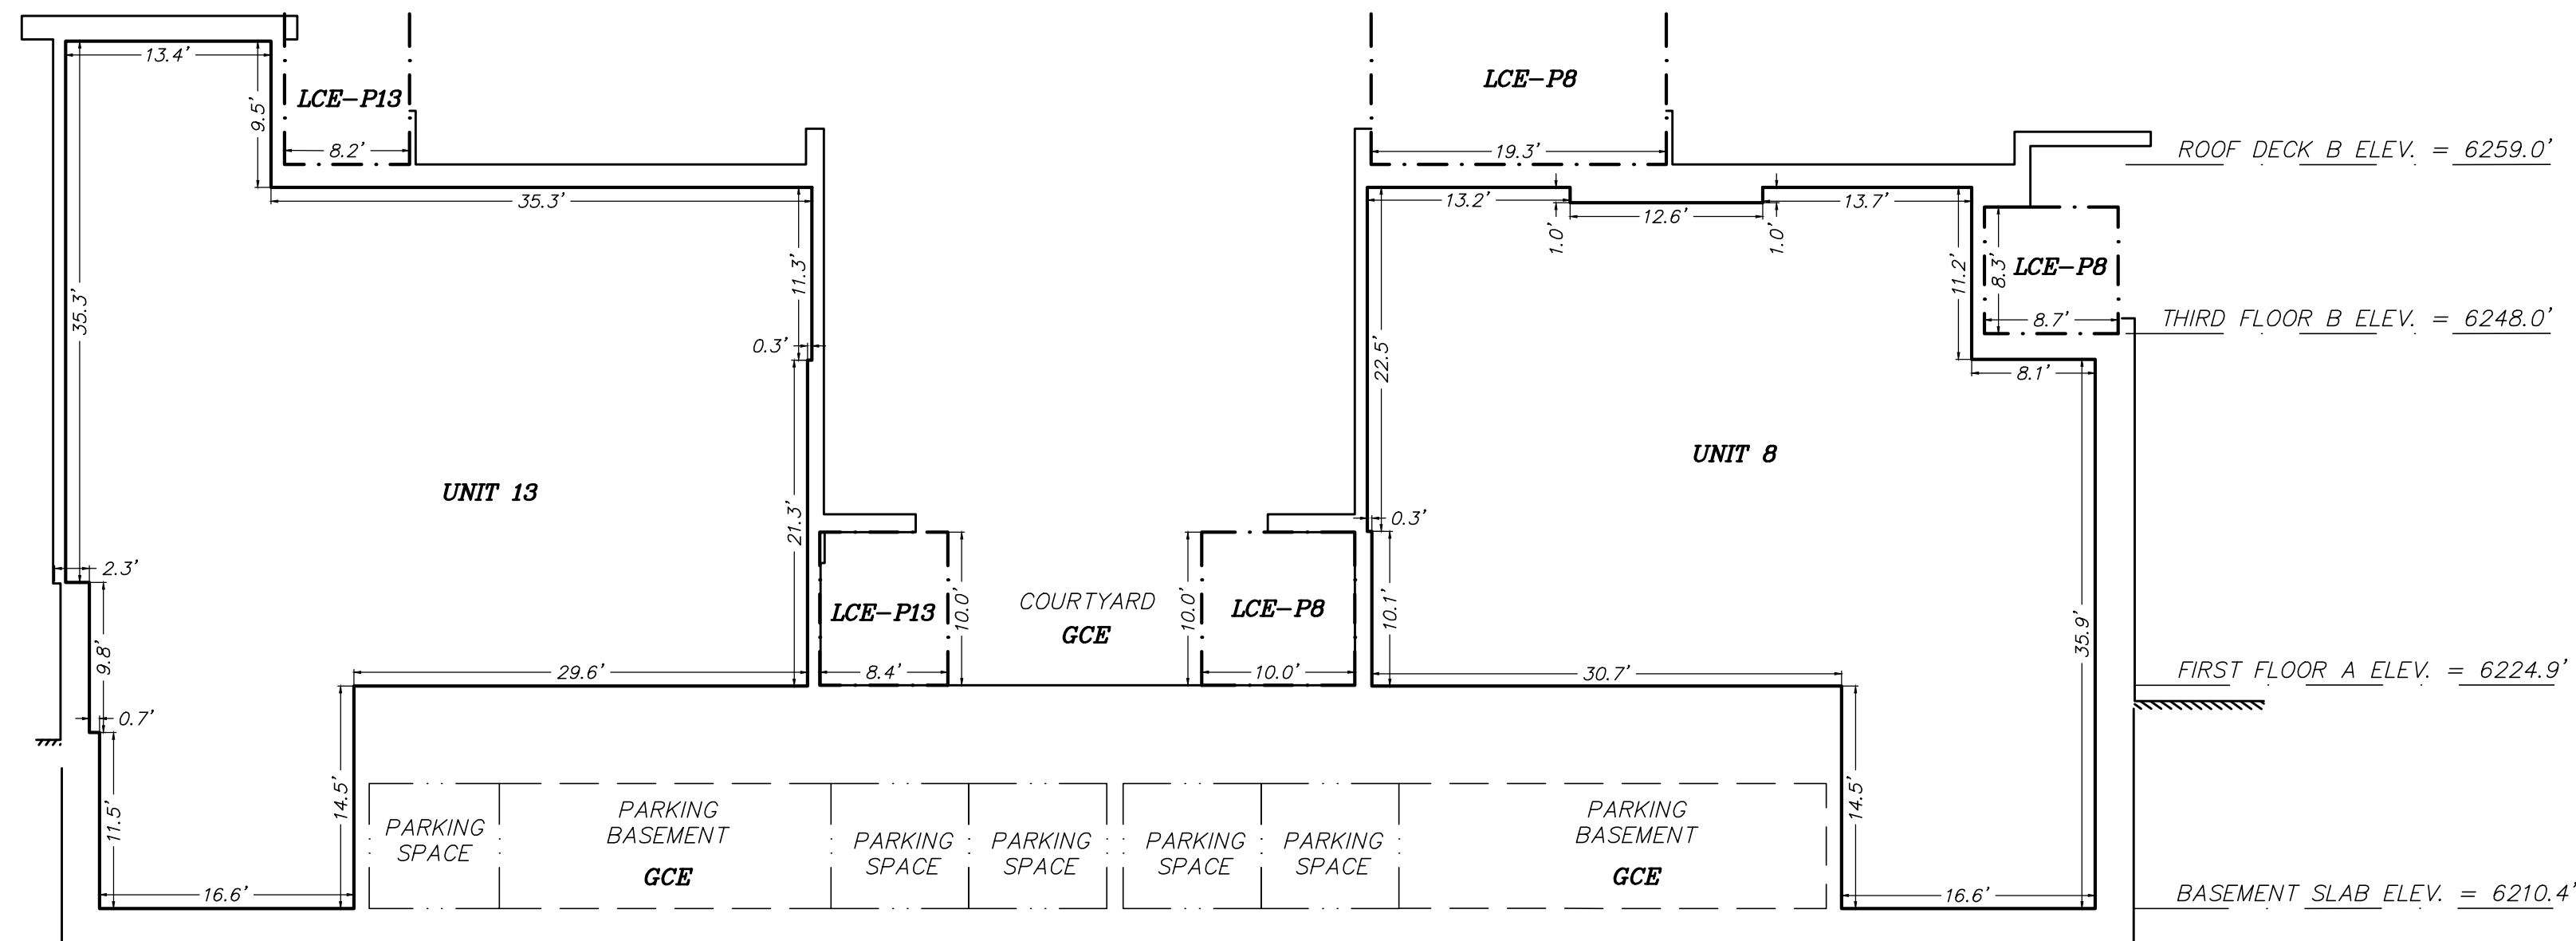 13.4'
9.5'
LCE-P13
8.2'
35.3'
35.3'
11.3'
0.3'
21.3'
UNIT 13
2.3'
9.8'
0.7'
11.5'
16.6'
14.5'
29.6'
LCE-P13
8.4'
10.0'
COURTYARD
GCE
10.0'
LCE-P8
10.0'
LCE-P8
19.3'
13.2'
1.0'
12.6'
1.0'
13.7'
22.5'
11.2'
8.3'
LCE-P8
8.7'
8.1'
UNIT 8
0.3'
10.1'
30.7'
35.9'
14.5'
16.6'
PARKING
SPACE
PARKING
BASEMENT
GCE
PARKING
SPACE
PARKING
SPACE
PARKING
SPACE
PARKING
SPACE
PARKING
BASEMENT
GCE
ROOF DECK B ELEV. = 6259.0'
THIRD FLOOR B ELEV. = 6248.0'
FIRST FLOOR A ELEV. = 6224.9'
BASEMENT SLAB ELEV. = 6210.4'